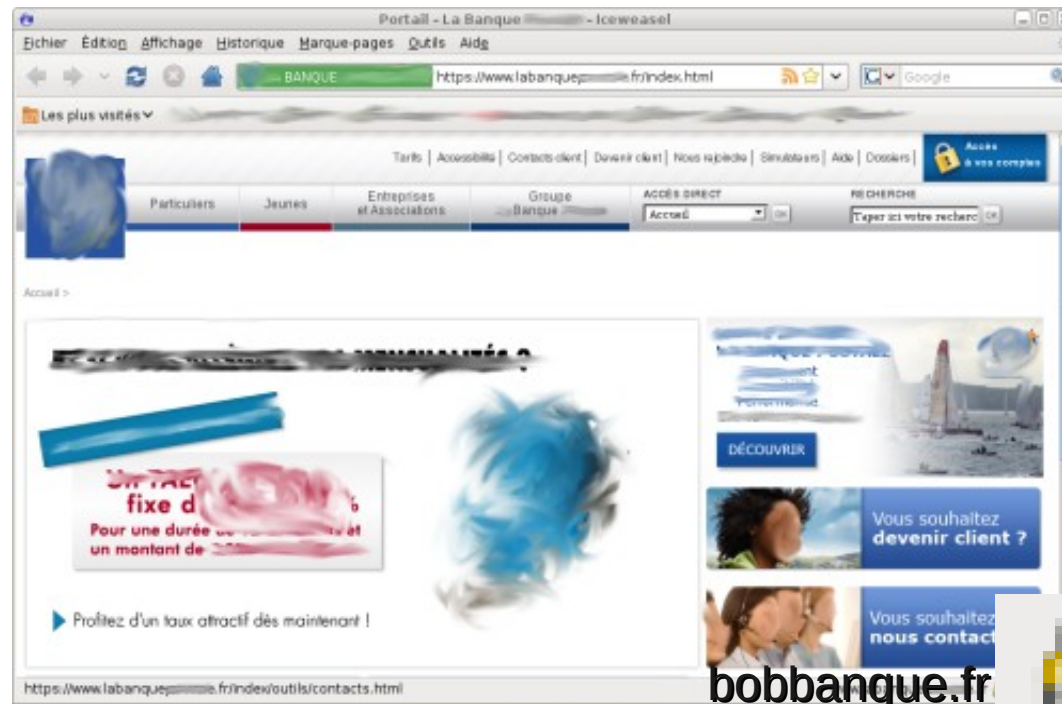 Portail - La Banque - Iceweasel
Fichier Édition Affichage Historique Marque-pages Outils Aide
BANQUE https://www.labanque .fr/index.html Google
Les plus visités
Tarifs | Accessibilité | Contacts client | Devenir client | Nous rejoindre | Simulateurs | Aide | Dossiers |
Accès
à vos comptes
Particuliers
Jeunes
Entreprises
et Associations
Groupe
Banque
ACCÈS DIRECT
Accueil OK
RECHERCHE
Taper ici votre recherc OK
Accueil >
MENSUALITÉS ?
fixe d %
Pour une durée et
un montant de
Profitez d'un taux attractif dès maintenant !
DÉCOUVRIR
Vous souhaitez
devenir client ?
Vous souhaitez
nous contact
https://www.labanque .fr/index/outils/contacts.html
bobbanque.fr